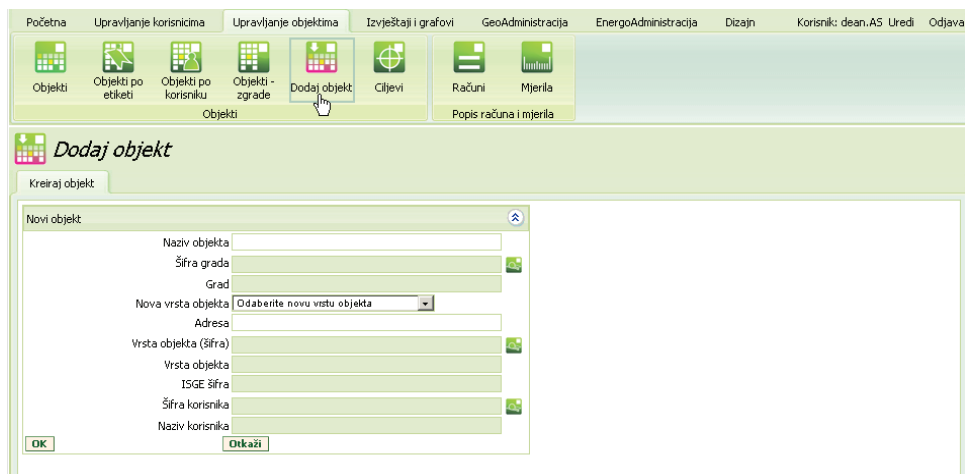 Početna Upravljanje korisnicima Upravljanje objektima Izvještaji i grafovi GeoAdministracija EnergoAdministracija Dizajn Korisnik: dean.AS Uredi Odjava
Objekti
Objekti po etiketi
Objekti po korisniku
Objekti - zgrade
Dodaj objekt
Ciljevi
Računi
Mjerila
Objekti
Popis računa i mjerila
Dodaj objekt
Kreiraj objekt
Novi objekt
Naziv objekta
Šifra grada
Grad
Nova vrsta objekta Odaberite novu vrstu objekta
Adresa
Vrsta objekta (šifra)
Vrsta objekta
ISGE šifra
Šifra korisnika
Naziv korisnika
OK Otkaži